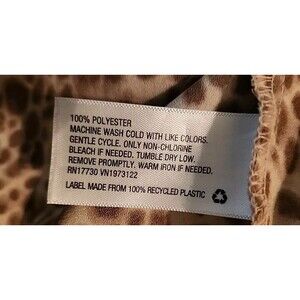 100% POLYESTER
MACHINE WASH COLD WITH LIKE COLORS.
GENTLE CYCLE. ONLY NON-CHLORINE
BLEACH IF NEEDED. TUMBLE DRY LOW.
REMOVE PROMPTLY. WARM IRON IF NEEDED.
RN17730 VN1973122
LABEL MADE FROM 100% RECYCLED PLASTIC